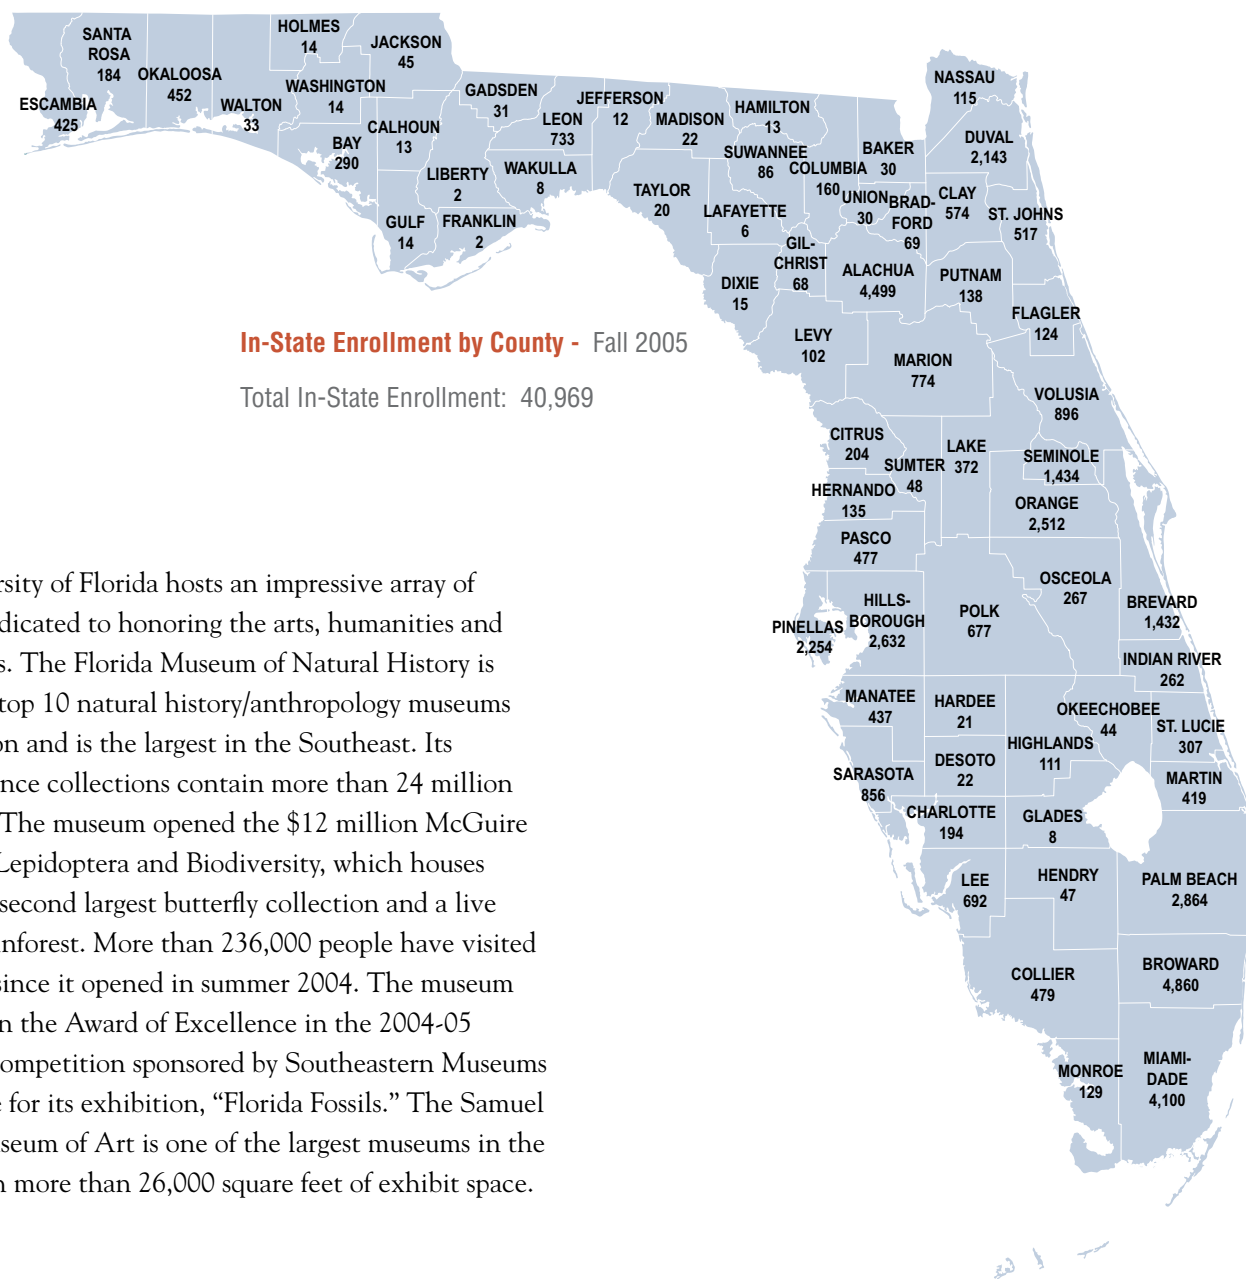 HOLMES
14
SANTA
ROSA
184
JACKSON
45
OKALOOSA
452
WASHINGTON
14
ESCAMBIA
425
WALTON
33
BAY
290
CALHOUN
13
GADSDEN
31
LEON
733
JEFFERSON
12
MADISON
22
HAMILTON
13
NASSAU
115
DUVAL
2,143
BAKER
30
SUWANNEE
86
COLUMBIA
160
LIBERTY
2
WAKULLA
8
TAYLOR
20
LAFAYETTE
6
UNION
30
BRAD-
FORD
69
CLAY
574
ST. JOHNS
517
GULF
14
FRANKLIN
2
GIL-
CHRIST
68
DIXIE
15
ALACHUA
4,499
PUTNAM
138
FLAGLER
124
In-State Enrollment by County - Fall 2005
Total In-State Enrollment: 40,969
LEVY
102
MARION
774
VOLUSIA
896
CITRUS
204
SUMTER
48
LAKE
372
SEMINOLE
1,434
HERNANDO
135
ORANGE
2,512
PASCO
477
OSCEOLA
267
BREVARD
1,432
PINELLAS
2,254
HILLS-
BOROUGH
2,632
POLK
677
INDIAN RIVER
262
MANATEE
437
HARDEE
21
OKEECHOBEE
44
ST. LUCIE
307
HIGHLANDS
111
SARASOTA
856
DESOTO
22
MARTIN
419
CHARLOTTE
194
GLADES
8
LEE
692
HENDRY
47
PALM BEACH
2,864
COLLIER
479
BROWARD
4,860
MONROE
129
MIAMI-
DADE
4,100
rsity of Florida hosts an impressive array of
dicated to honoring the arts, humanities and
s. The Florida Museum of Natural History is
top 10 natural history/anthropology museums
on and is the largest in the Southeast. Its
nce collections contain more than 24 million
The museum opened the $12 million McGuire
Lepidoptera and Biodiversity, which houses
second largest butterfly collection and a live
inforest. More than 236,000 people have visited
since it opened in summer 2004. The museum
n the Award of Excellence in the 2004-05
ompetition sponsored by Southeastern Museums
e for its exhibition, “Florida Fossils.” The Samuel
useum of Art is one of the largest museums in the
h more than 26,000 square feet of exhibit space.